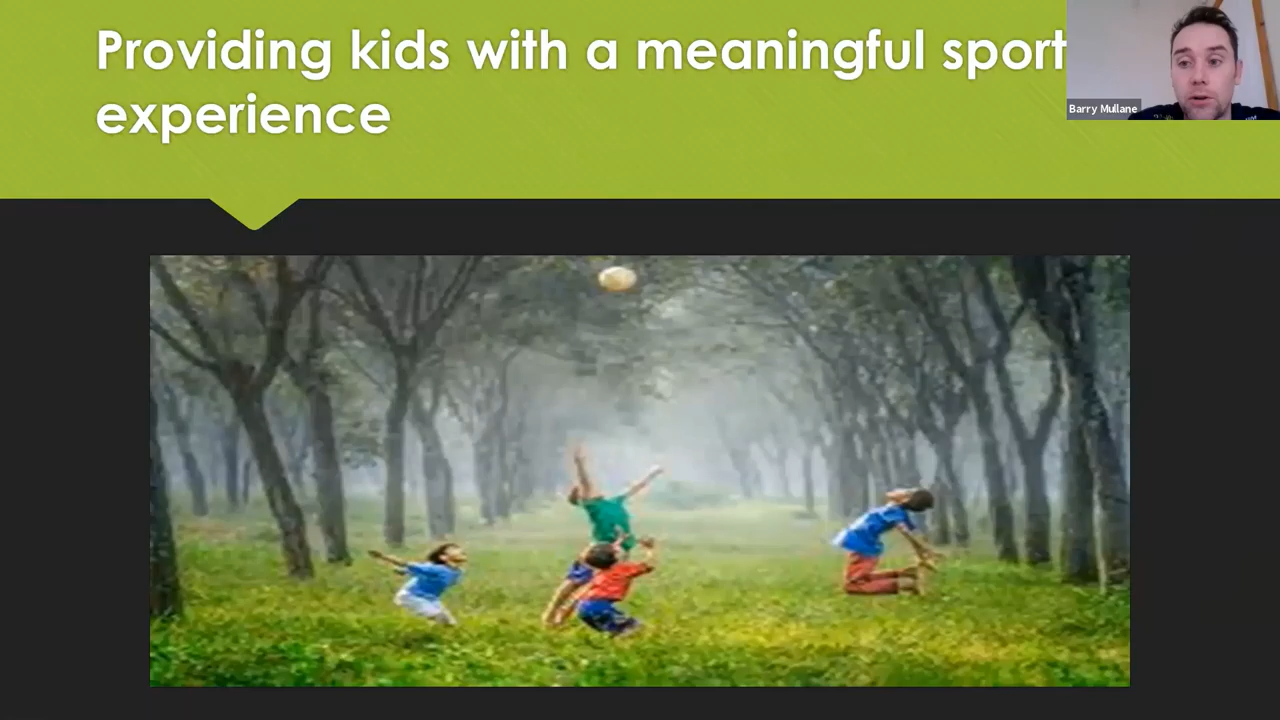 Providing kids with a meaningful sport
experience
Barry Mullane